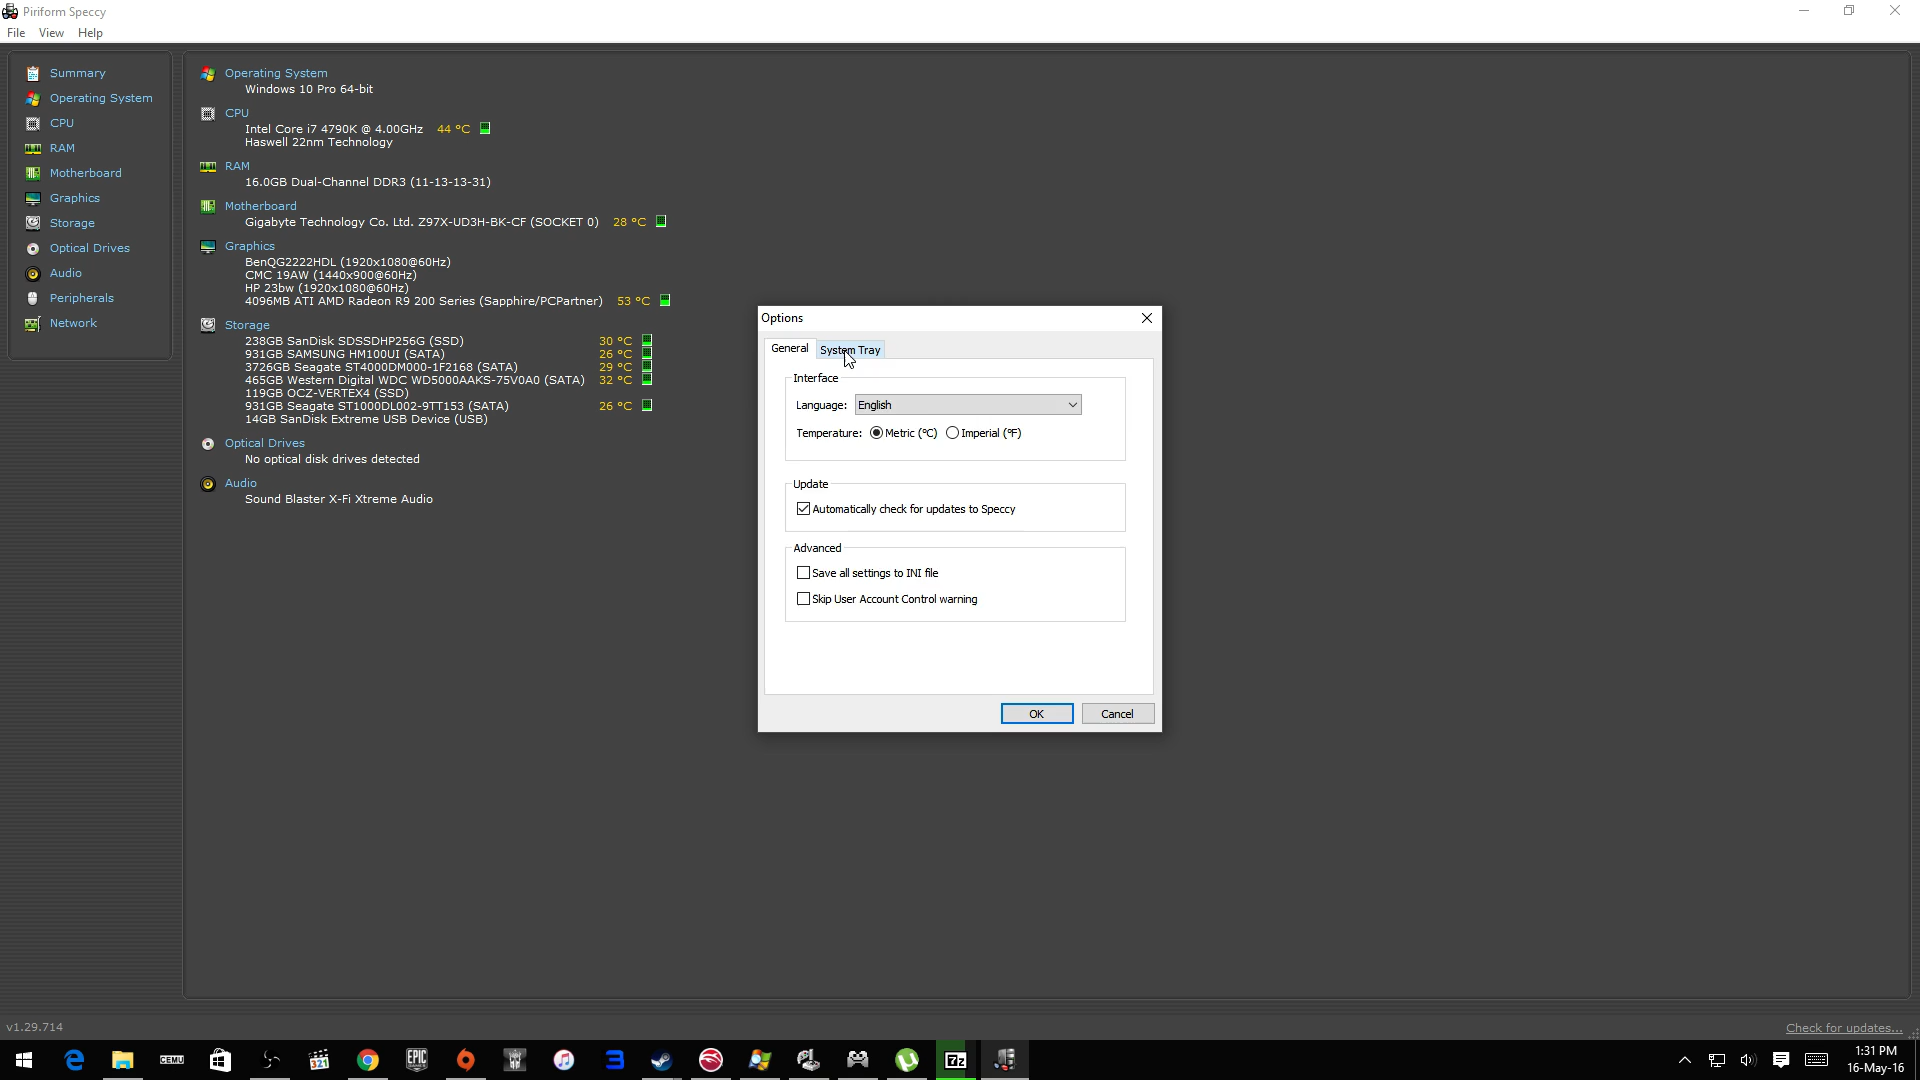 Piriform Speccy
File View Help
Summary
Operating System
CPU
RAM
Motherboard
Graphics
Storage
Optical Drives
Audio
Peripherals
Network
Operating System
Windows 10 Pro 64-bit
CPU
Intel Core i7 4790K @ 4.00GHz 44 °C
Haswell 22nm Technology
RAM
16.0GB Dual-Channel DDR3 (11-13-13-31)
Motherboard
Gigabyte Technology Co. Ltd. Z97X-UD3H-BK-CF (SOCKET 0) 28 °C
Graphics
BenQG2222HDL (1920x1080@60Hz)
CMC 19AW (1440x900@60Hz)
HP 23bw (1920x1080@60Hz)
4096MB ATI AMD Radeon R9 200 Series (Sapphire/PCPartner) 53 °C
Storage
238GB SanDisk SDSSDHP256G (SSD) 30 °C
931GB SAMSUNG HM100UI (SATA) 26 °C
3726GB Seagate ST4000DM000-1F2168 (SATA) 29 °C
465GB Western Digital WDC WD5000AAKS-75V0A0 (SATA) 32 °C
119GB OCZ-VERTEX4 (SSD)
931GB Seagate ST1000DL002-9TT153 (SATA) 26 °C
14GB SanDisk Extreme USB Device (USB)
Optical Drives
No optical disk drives detected
Audio
Sound Blaster X-Fi Xtreme Audio
Options
General System Tray
Interface
Language: English
Temperature: Metric (°C) Imperial (°F)
Update
Automatically check for updates to Speccy
Advanced
Save all settings to INI file
Skip User Account Control warning
OK Cancel
v1.29.714
Check for updates...
CEMU
321
EPIC GAMES
3
7z
1:31 PM
16-May-16